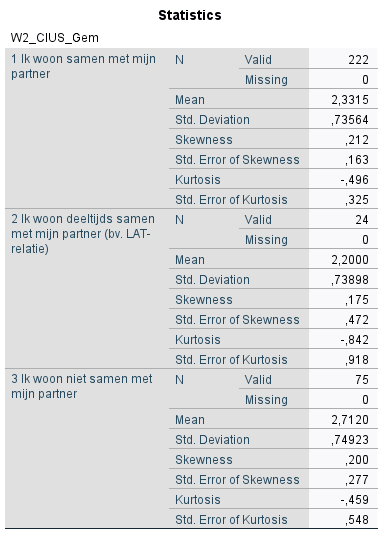 Statistics
W2_CIUS_Gem
1 Ik woon samen met mijn partner N Valid 222
Missing 0
Mean 2,3315
Std. Deviation ,73564
Skewness ,212
Std. Error of Skewness ,163
Kurtosis -,496
Std. Error of Kurtosis ,325
2 Ik woon deeltijds samen met mijn partner (bv. LAT-relatie) N Valid 24
Missing 0
Mean 2,2000
Std. Deviation ,73898
Skewness ,175
Std. Error of Skewness ,472
Kurtosis -,842
Std. Error of Kurtosis ,918
3 Ik woon niet samen met mijn partner N Valid 75
Missing 0
Mean 2,7120
Std. Deviation ,74923
Skewness ,200
Std. Error of Skewness ,277
Kurtosis -,459
Std. Error of Kurtosis ,548